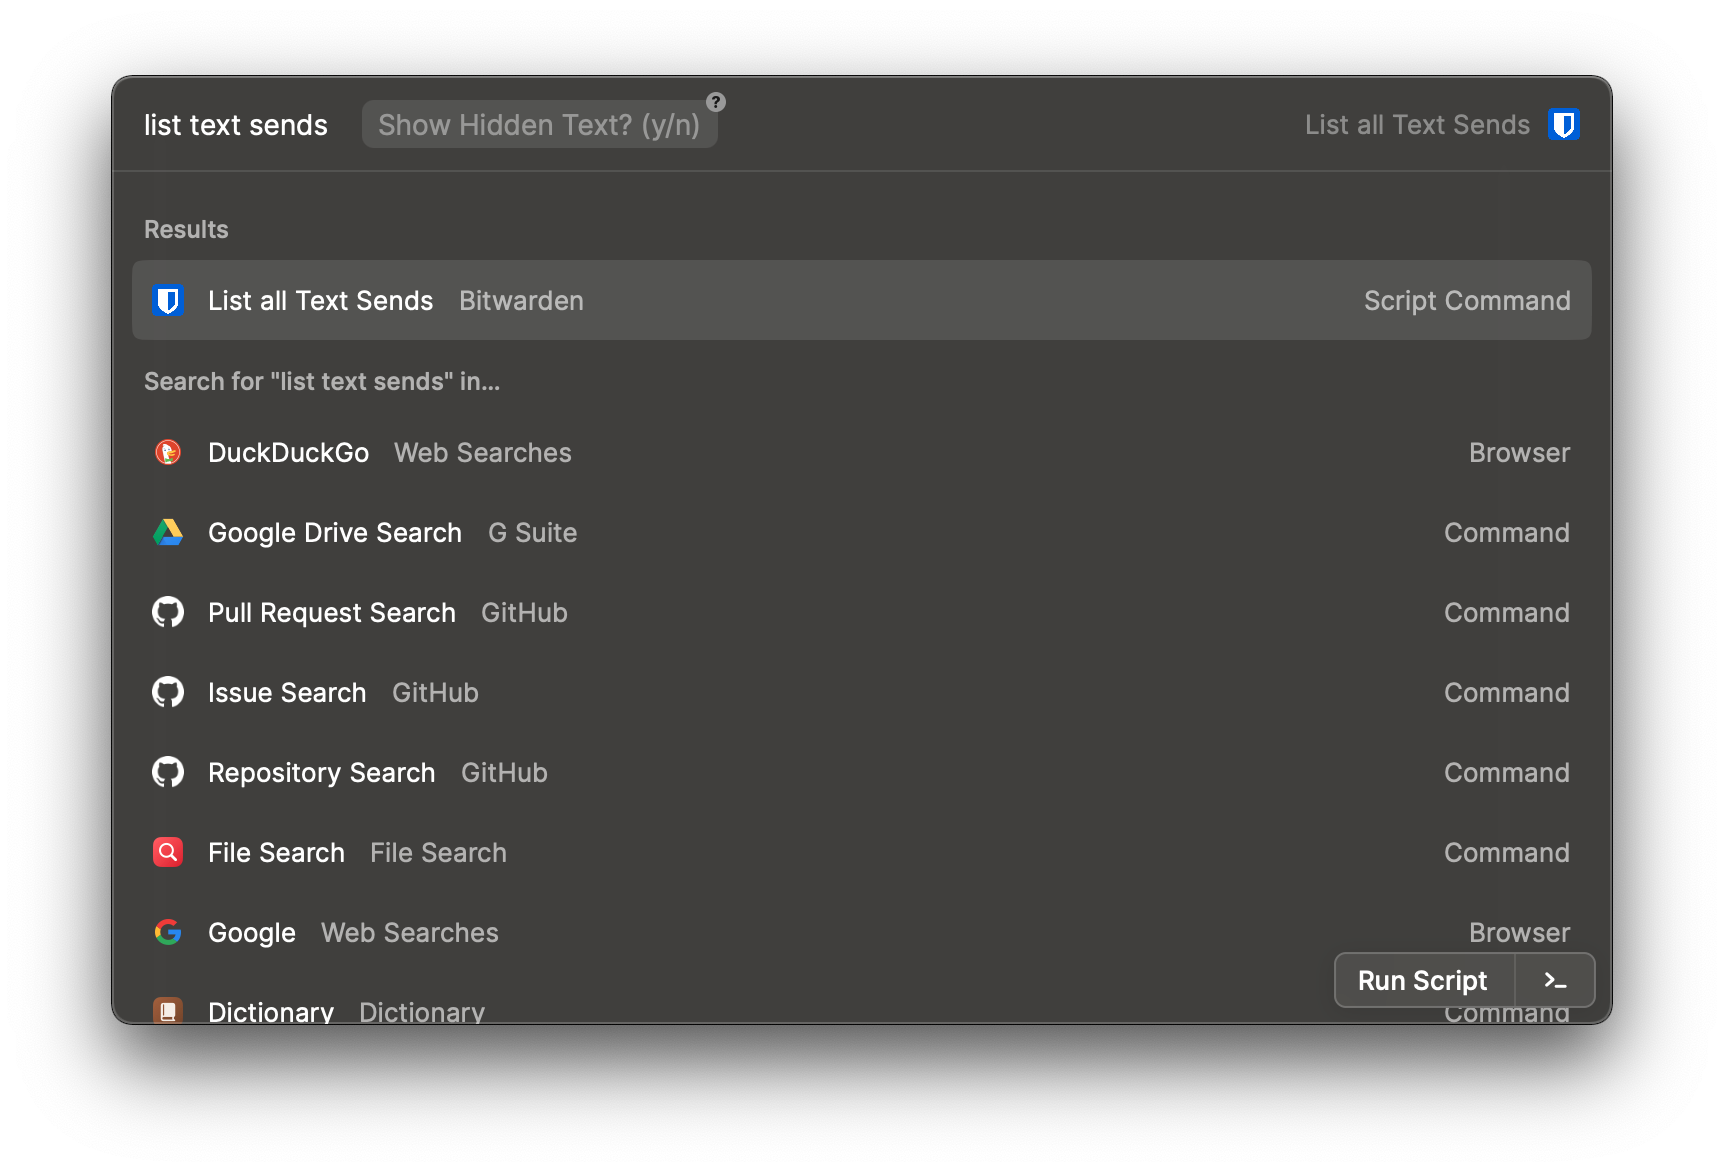 list text sends Show Hidden Text? (y/n) ? List all Text Sends
Results
List all Text Sends Bitwarden Script Command
Search for "list text sends" in...
DuckDuckGo Web Searches Browser
Google Drive Search G Suite Command
Pull Request Search GitHub Command
Issue Search GitHub Command
Repository Search GitHub Command
File Search File Search Command
Google Web Searches Browser
Run Script >_
Dictionary Dictionary Command